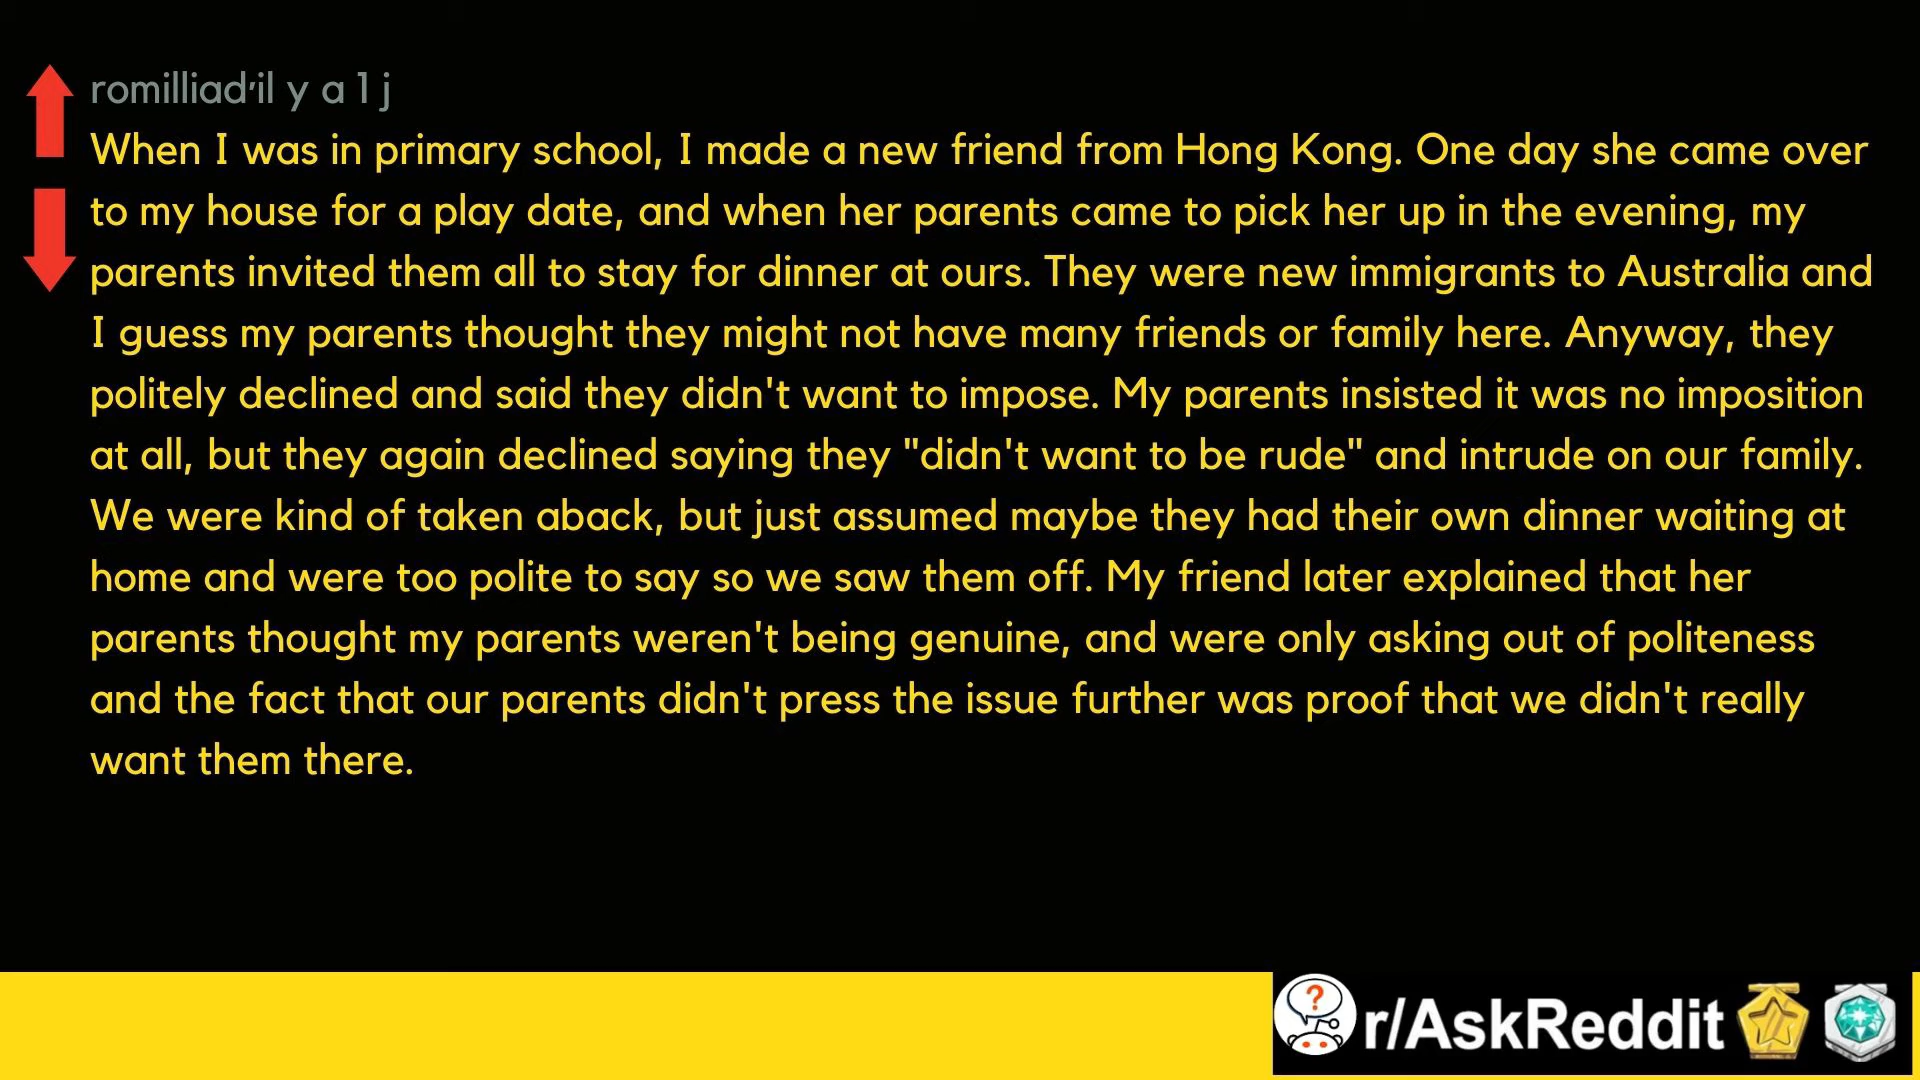 romilliad'il y a 1 j
When I was in primary school, I made a new friend from Hong Kong. One day she came over
to my house for a play date, and when her parents came to pick her up in the evening, my
parents invited them all to stay for dinner at ours. They were new immigrants to Australia and
I guess my parents thought they might not have many friends or family here. Anyway, they
politely declined and said they didn't want to impose. My parents insisted it was no imposition
at all, but they again declined saying they "didn't want to be rude" and intrude on our family.
We were kind of taken aback, but just assumed maybe they had their own dinner waiting at
home and were too polite to say so we saw them off. My friend later explained that her
parents thought my parents weren't being genuine, and were only asking out of politeness
and the fact that our parents didn't press the issue further was proof that we didn't really
want them there.
?
r/AskReddit